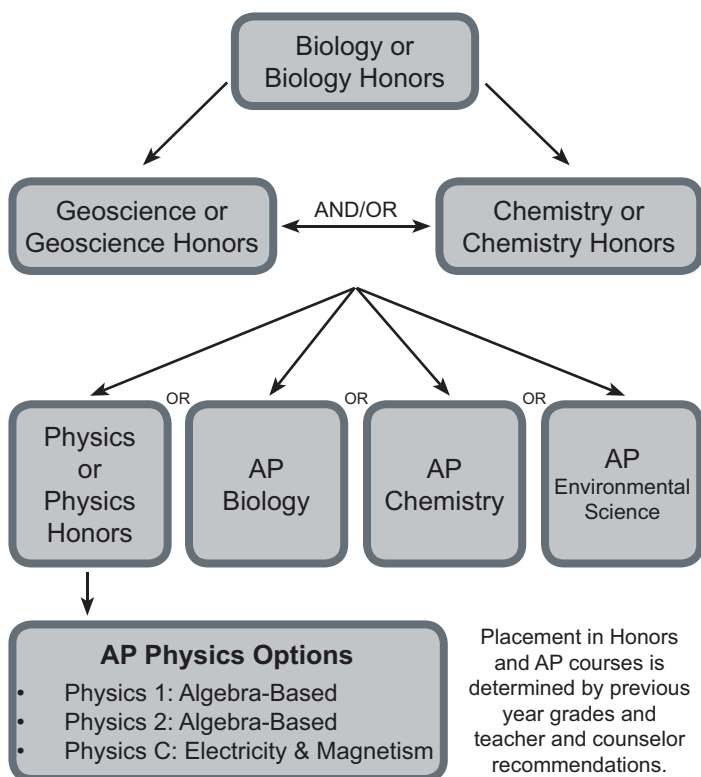 Biology or
Biology Honors
Geoscience or
Geoscience Honors
AND/OR
Chemistry or
Chemistry Honors
OR
OR
OR
Physics
or
Physics
Honors
AP
Biology
AP
Chemistry
AP
Environmental
Science
AP Physics Options
• Physics 1: Algebra-Based
• Physics 2: Algebra-Based
• Physics C: Electricity & Magnetism
Placement in Honors
and AP courses is
determined by previous
year grades and
teacher and counselor
recommendations.